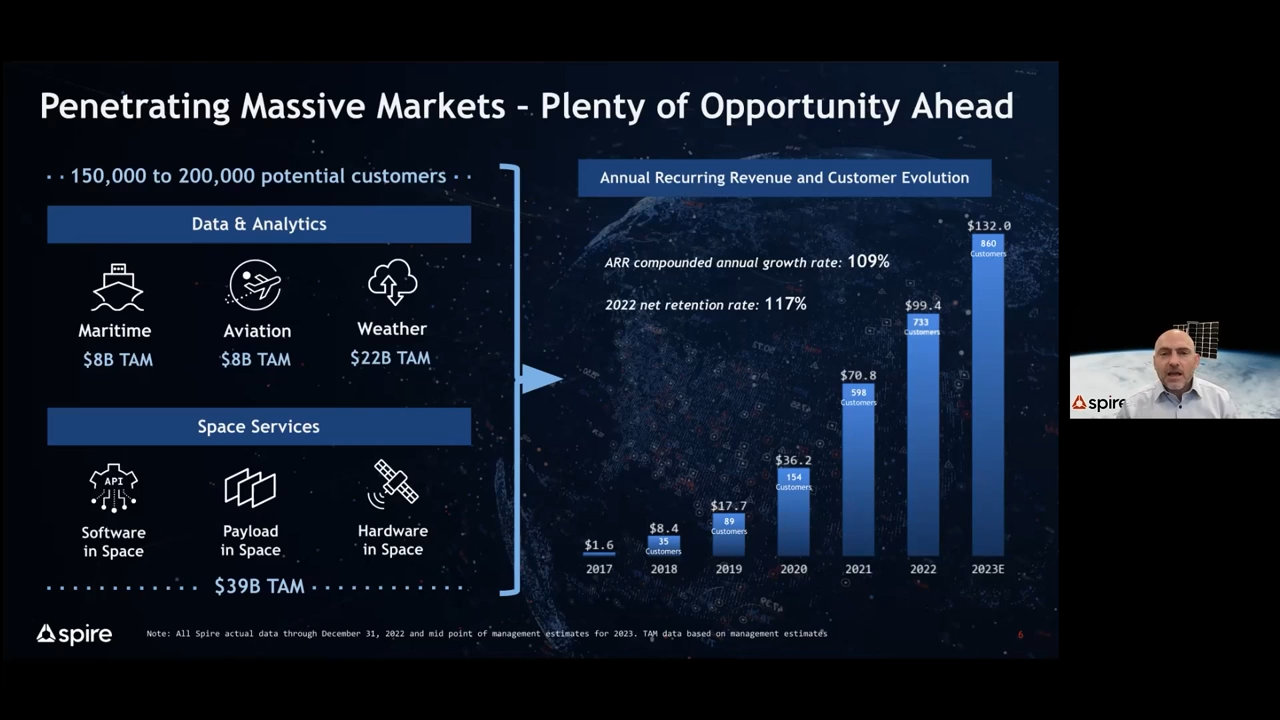 Penetrating Massive Markets – Plenty of Opportunity Ahead
150,000 to 200,000 potential customers
Data & Analytics
Maritime
$8B TAM
Aviation
$8B TAM
Weather
$22B TAM
Space Services
API
Software
in Space
Payload
in Space
Hardware
in Space
$39B TAM
Annual Recurring Revenue and Customer Evolution
ARR compounded annual growth rate: 109%
2022 net retention rate: 117%
$1.6
2017
$8.4
35
Customers
2018
$17.7
89
Customers
2019
$36.2
154
Customers
2020
$70.8
598
Customers
2021
$99.4
733
Customers
2022
$132.0
860
Customers
2023E
spire
Note: All Spire actual data through December 31, 2022 and mid point of management estimates for 2023. TAM data based on management estimates
6
spire